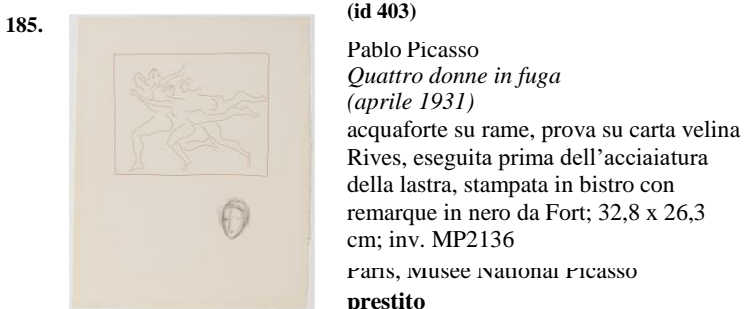 185.
(id 403)
Pablo Picasso
Quattro donne in fuga
(aprile 1931)
acquaforte su rame, prova su carta velina
Rives, eseguita prima dell’acciaiatura
della lastra, stampata in bistro con
remarque in nero da Fort; 32,8 x 26,3
cm; inv. MP2136
Paris, Musée National Picasso
prestito